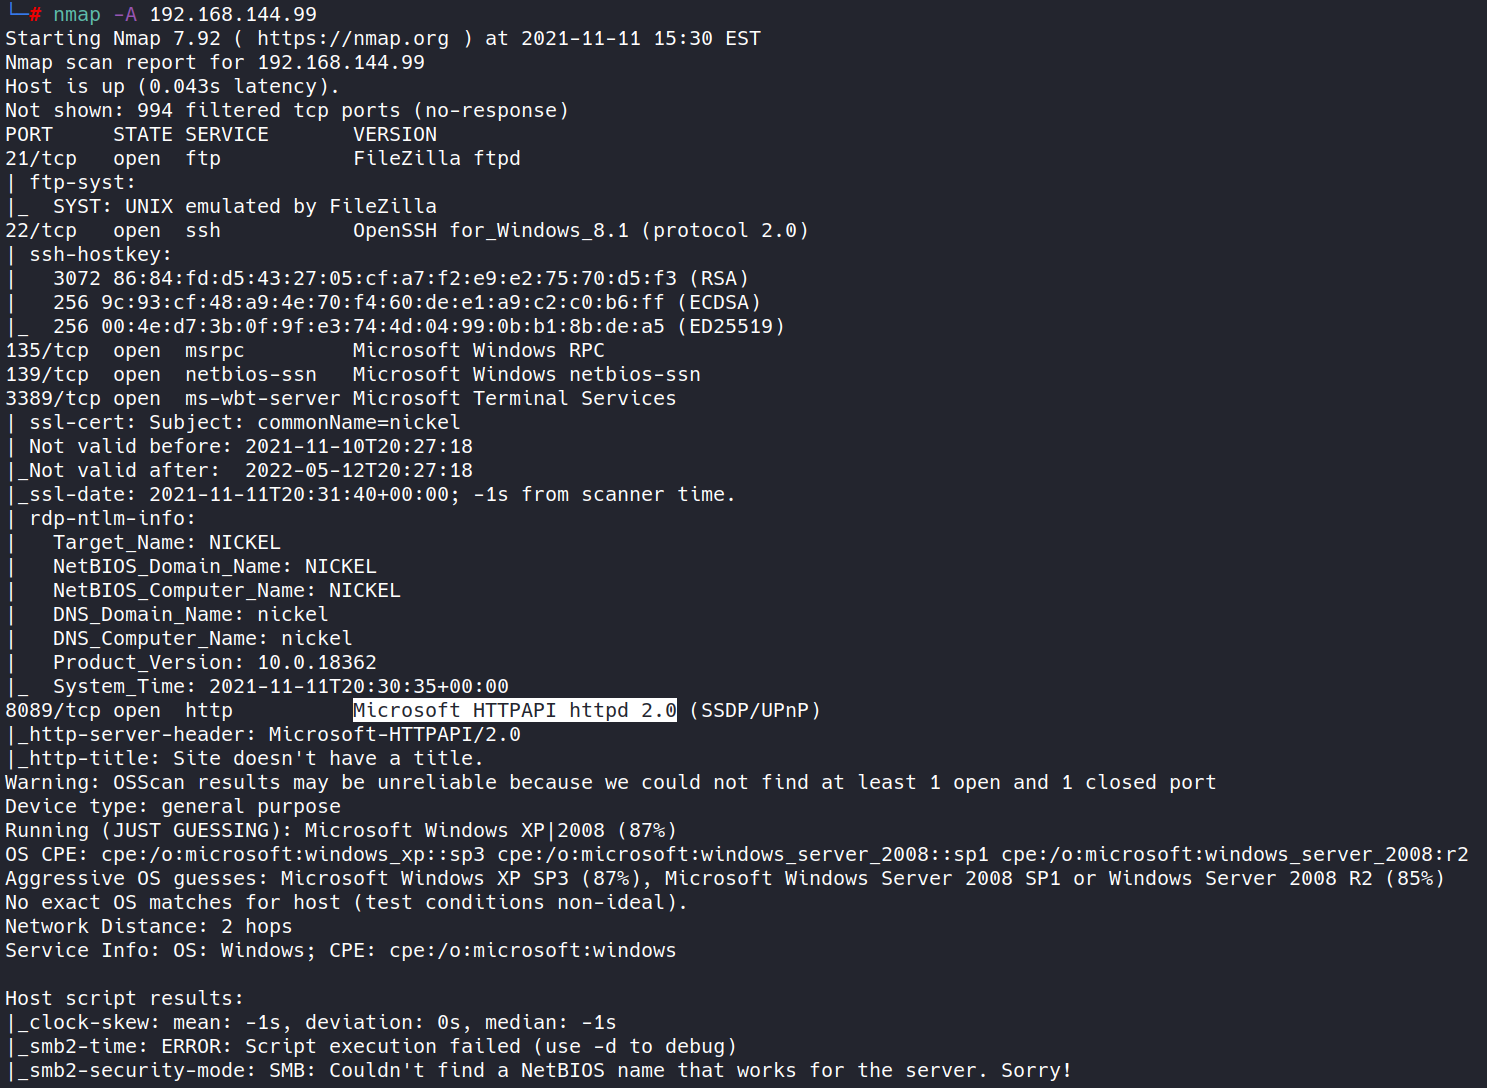 └─# nmap -A 192.168.144.99
Starting Nmap 7.92 ( https://nmap.org ) at 2021-11-11 15:30 EST
Nmap scan report for 192.168.144.99
Host is up (0.043s latency).
Not shown: 994 filtered tcp ports (no-response)
PORT     STATE SERVICE       VERSION
21/tcp   open  ftp           FileZilla ftpd
| ftp-syst:
|_  SYST: UNIX emulated by FileZilla
22/tcp   open  ssh           OpenSSH for_Windows_8.1 (protocol 2.0)
| ssh-hostkey:
|   3072 86:84:fd:d5:43:27:05:cf:a7:f2:e9:e2:75:70:d5:f3 (RSA)
|   256 9c:93:cf:48:a9:4e:70:f4:60:de:e1:a9:c2:c0:b6:ff (ECDSA)
|_  256 00:4e:d7:3b:0f:9f:e3:74:4d:04:99:0b:b1:8b:de:a5 (ED25519)
135/tcp  open  msrpc         Microsoft Windows RPC
139/tcp  open  netbios-ssn   Microsoft Windows netbios-ssn
3389/tcp open  ms-wbt-server Microsoft Terminal Services
| ssl-cert: Subject: commonName=nickel
| Not valid before: 2021-11-10T20:27:18
|_Not valid after:  2022-05-12T20:27:18
|_ssl-date: 2021-11-11T20:31:40+00:00; -1s from scanner time.
| rdp-ntlm-info:
|   Target_Name: NICKEL
|   NetBIOS_Domain_Name: NICKEL
|   NetBIOS_Computer_Name: NICKEL
|   DNS_Domain_Name: nickel
|   DNS_Computer_Name: nickel
|   Product_Version: 10.0.18362
|_  System_Time: 2021-11-11T20:30:35+00:00
8089/tcp open  http          Microsoft HTTPAPI httpd 2.0 (SSDP/UPnP)
|_http-server-header: Microsoft-HTTPAPI/2.0
|_http-title: Site doesn't have a title.
Warning: OSScan results may be unreliable because we could not find at least 1 open and 1 closed port
Device type: general purpose
Running (JUST GUESSING): Microsoft Windows XP|2008 (87%)
OS CPE: cpe:/o:microsoft:windows_xp::sp3 cpe:/o:microsoft:windows_server_2008::sp1 cpe:/o:microsoft:windows_server_2008:r2
Aggressive OS guesses: Microsoft Windows XP SP3 (87%), Microsoft Windows Server 2008 SP1 or Windows Server 2008 R2 (85%)
No exact OS matches for host (test conditions non-ideal).
Network Distance: 2 hops
Service Info: OS: Windows; CPE: cpe:/o:microsoft:windows

Host script results:
|_clock-skew: mean: -1s, deviation: 0s, median: -1s
|_smb2-time: ERROR: Script execution failed (use -d to debug)
|_smb2-security-mode: SMB: Couldn't find a NetBIOS name that works for the server. Sorry!